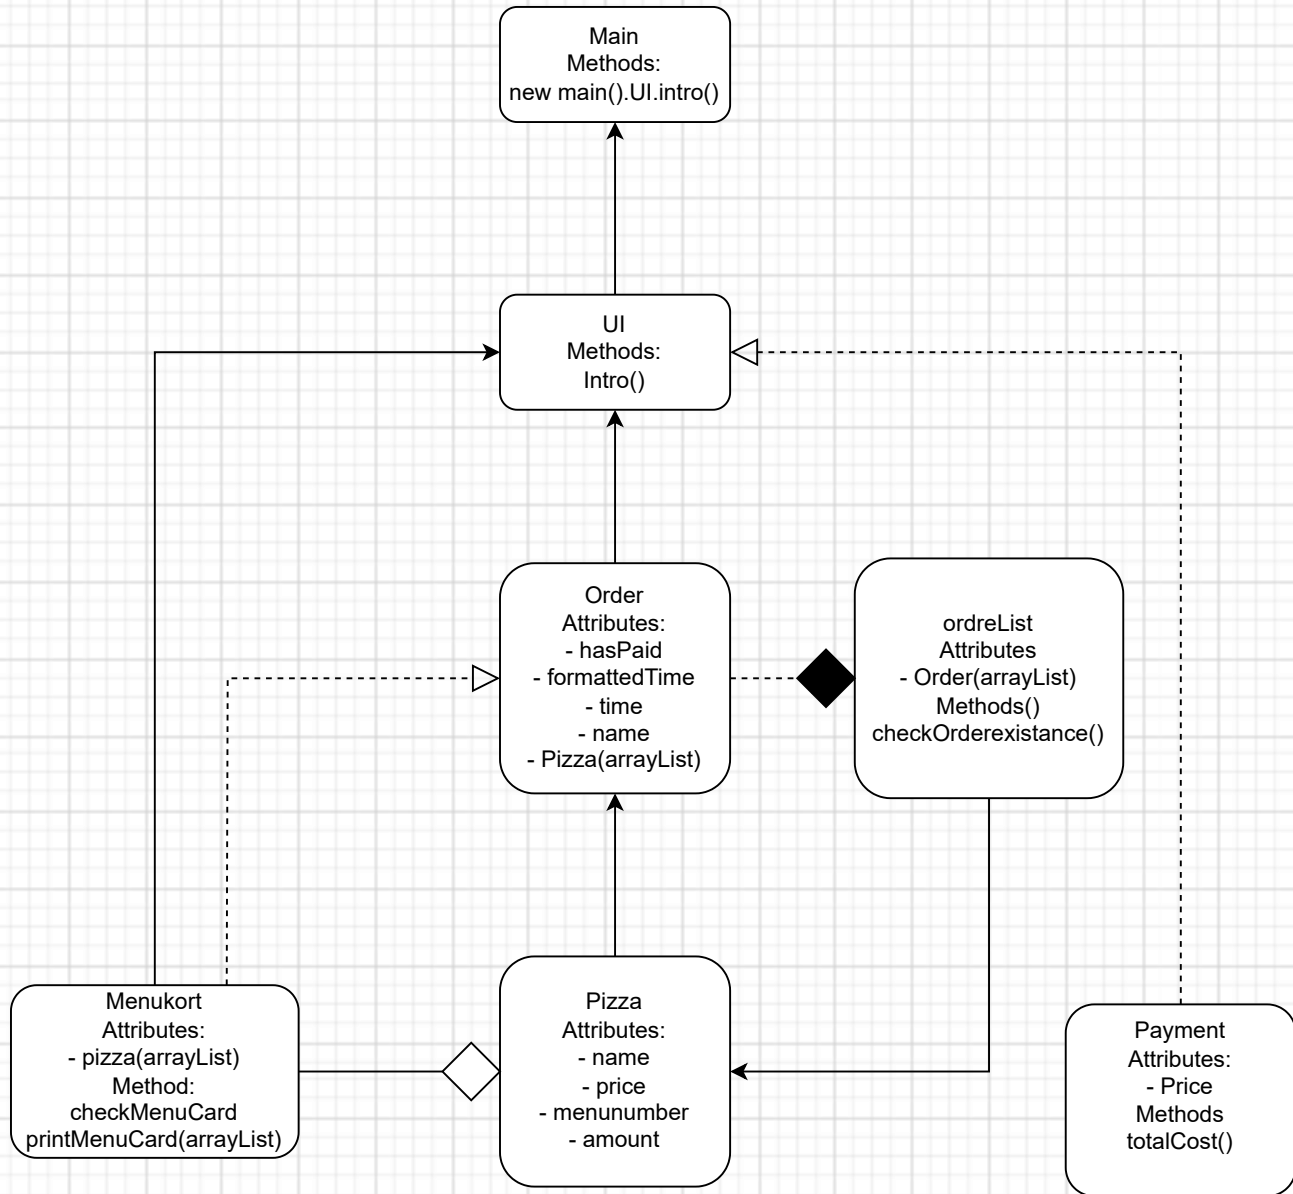 Main
Methods:
new main().UI.intro()
UI
Methods:
Intro()
Order
Attributes:
- hasPaid
- formattedTime
- time
- name
- Pizza(arrayList)
ordreList
Attributes
- Order(arrayList)
Methods()
checkOrderexistance()
Menukort
Attributes:
- pizza(arrayList)
Method:
checkMenuCard
printMenuCard(arrayList)
Pizza
Attributes:
- name
- price
- menunumber
- amount
Payment
Attributes:
- Price
Methods
totalCost()